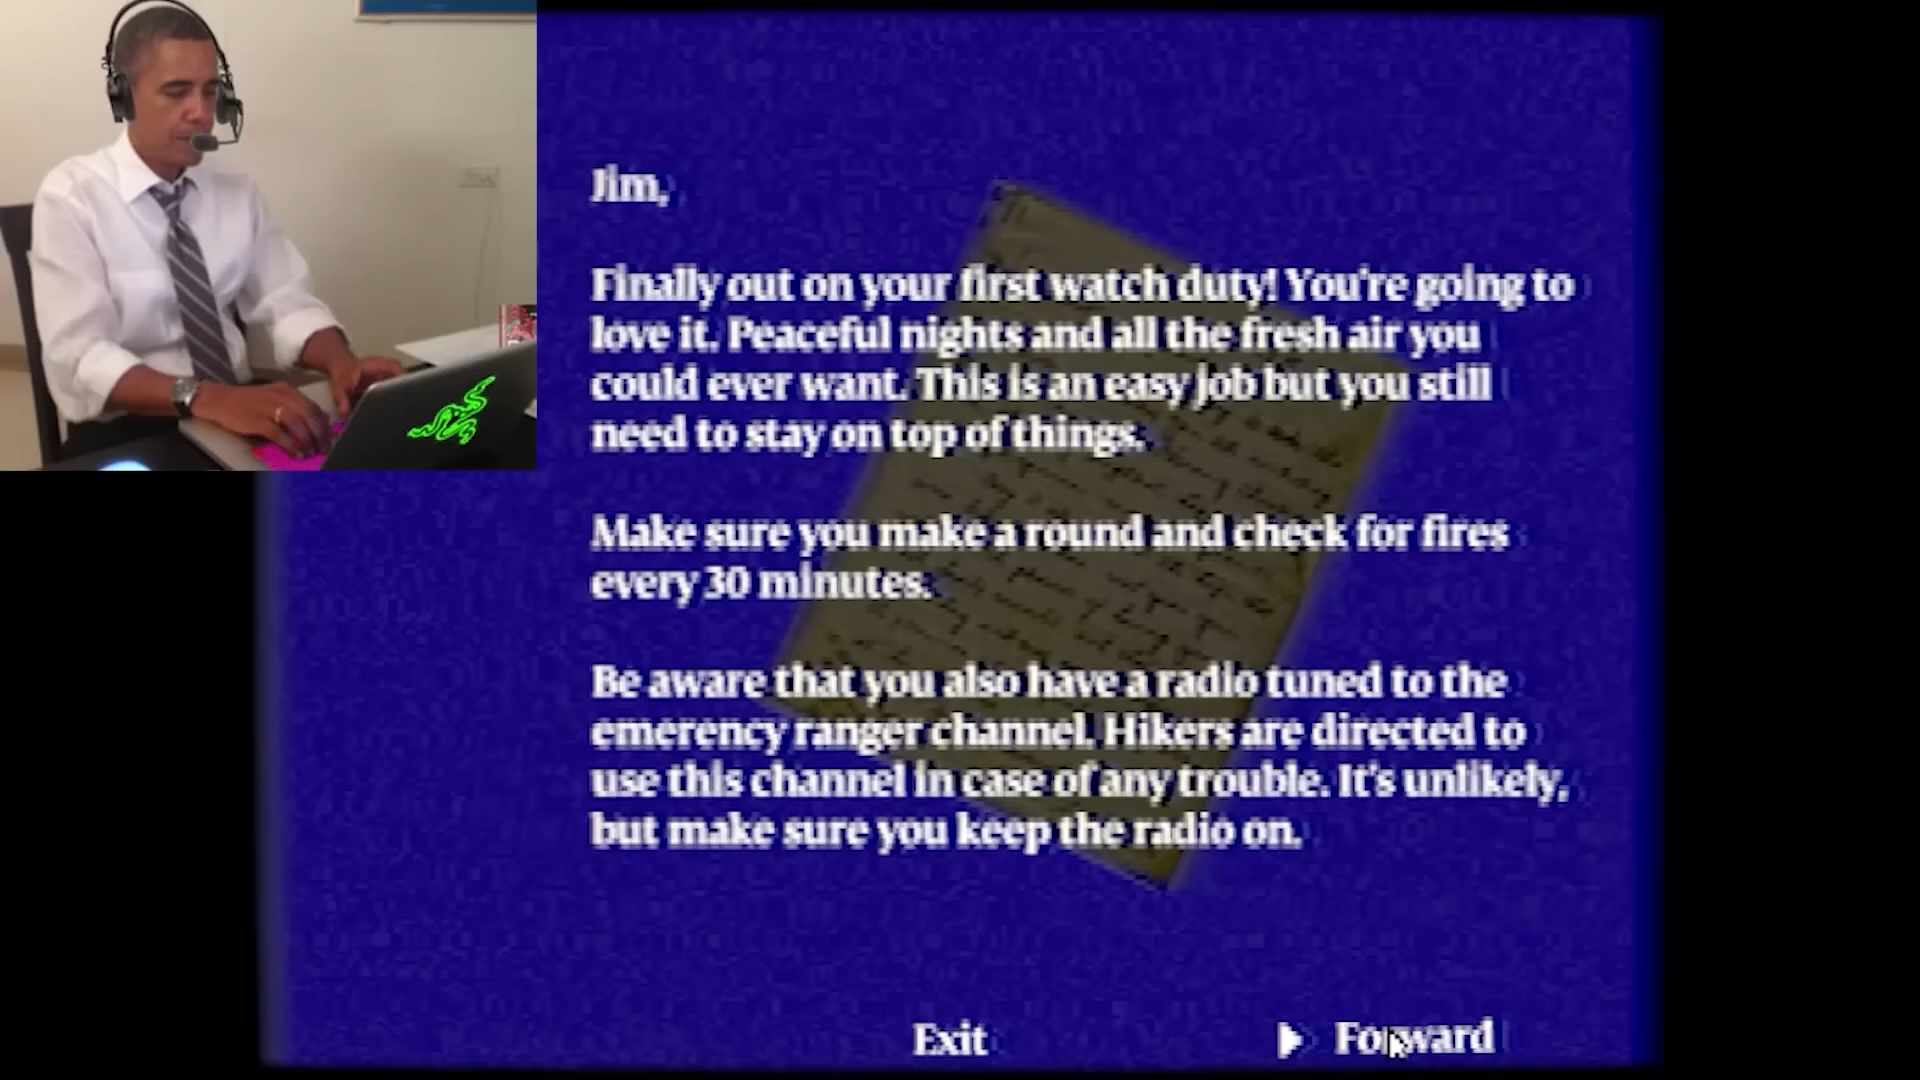 Jim,
Finally out on your first watch duty! You're going to
love it. Peaceful nights and all the fresh air you
could ever want. This is an easy job but you still
need to stay on top of things.
Make sure you make a round and check for fires
every 30 minutes.
Be aware that you also have a radio tuned to the
emerency ranger channel. Hikers are directed to
use this channel in case of any trouble. It's unlikely,
but make sure you keep the radio on.
Exit
Forward